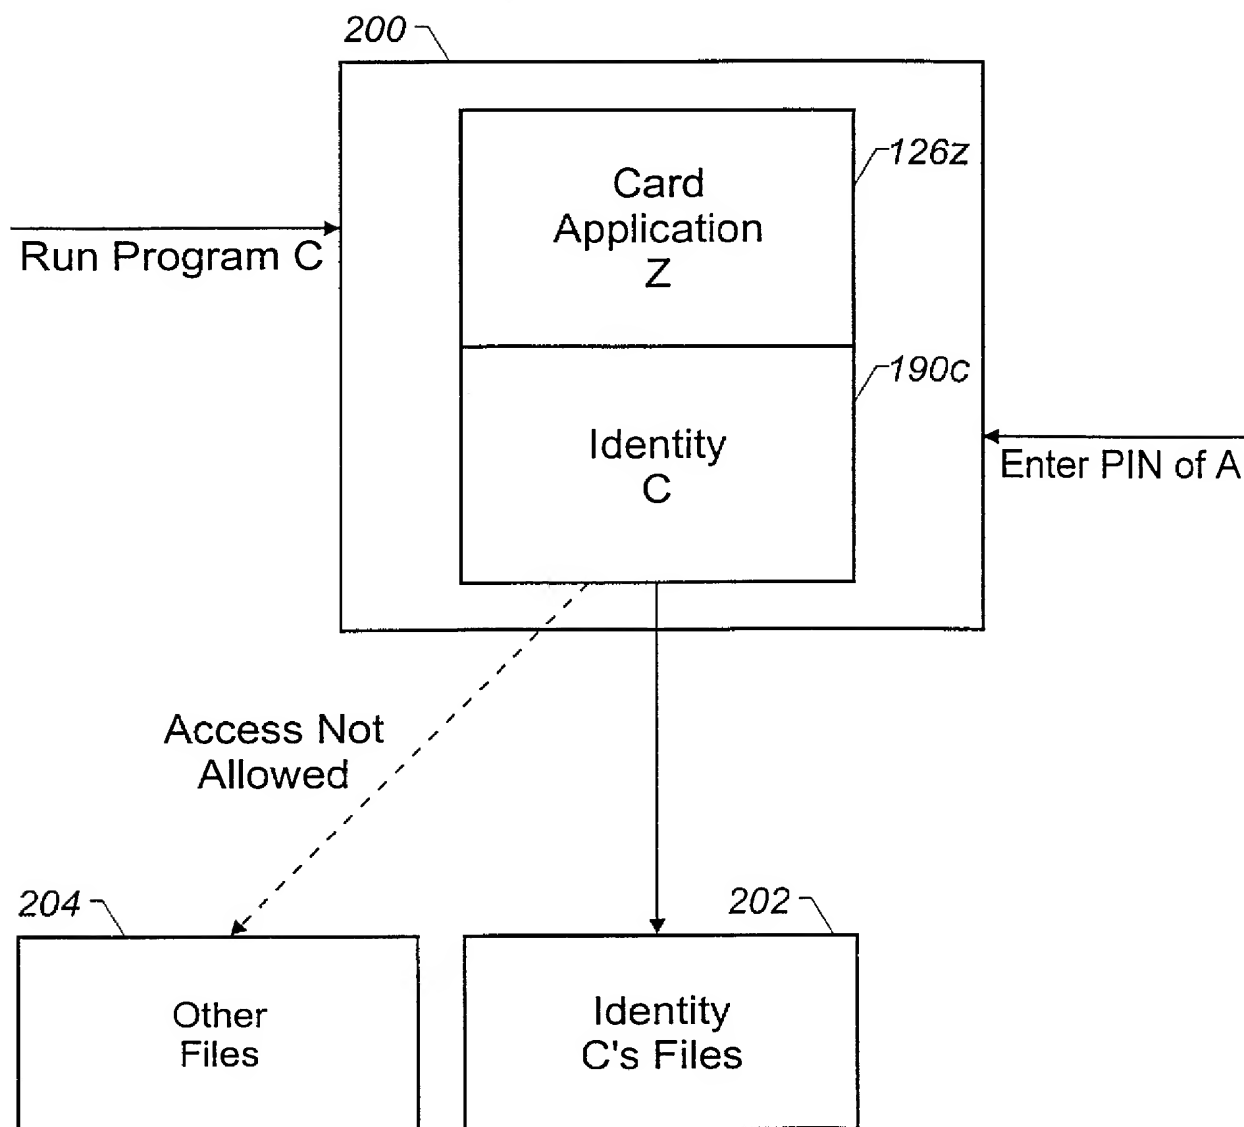 200
126z
Card
Application
Z
Run Program C
190c
Identity
C
Enter PIN of A
Access Not
Allowed
204
202
Other
Files
Identity
C's Files